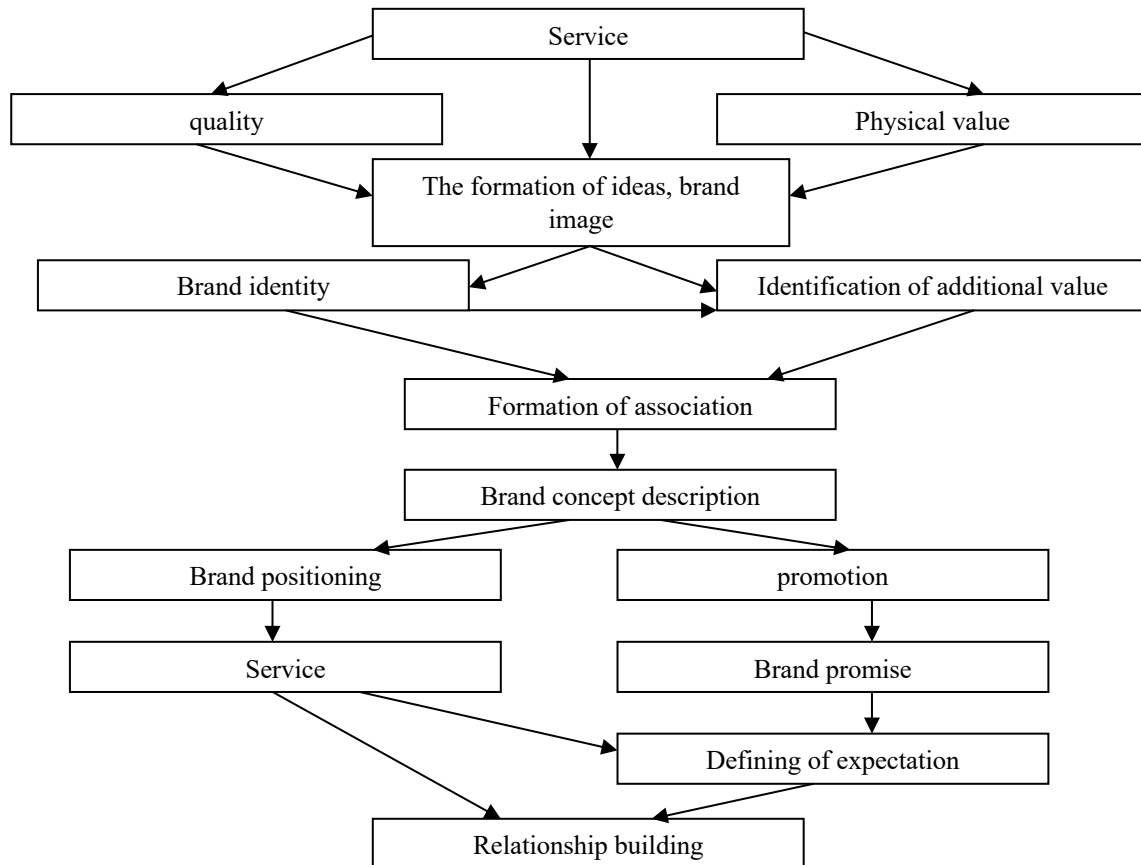 Service
quality
Physical value
The formation of ideas, brand
image
Brand identity
Identification of additional value
Formation of association
Brand concept description
Brand positioning
promotion
Service
Brand promise
Defining of expectation
Relationship building